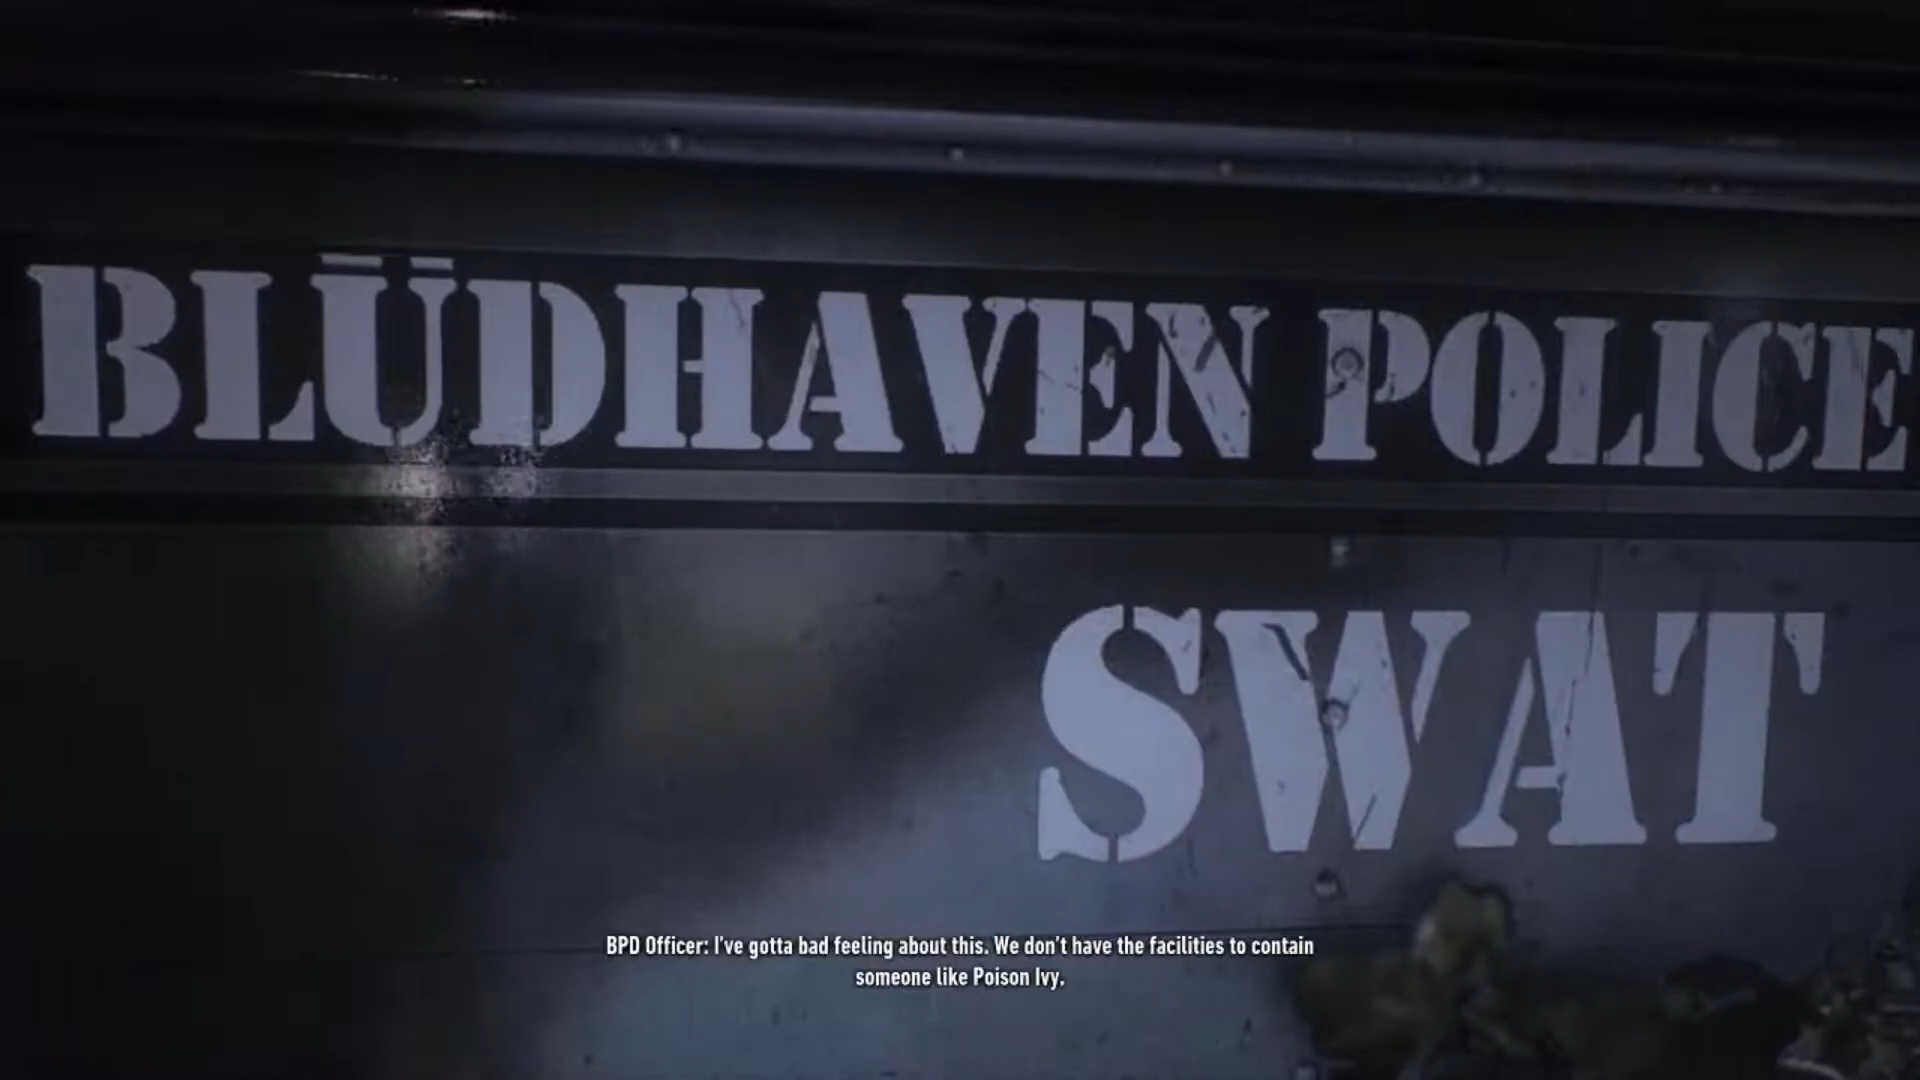 BLÜDHAVEN POLICE
SWAT
BPD Officer: I've gotta bad feeling about this. We don't have the facilities to contain
someone like Poison Ivy.